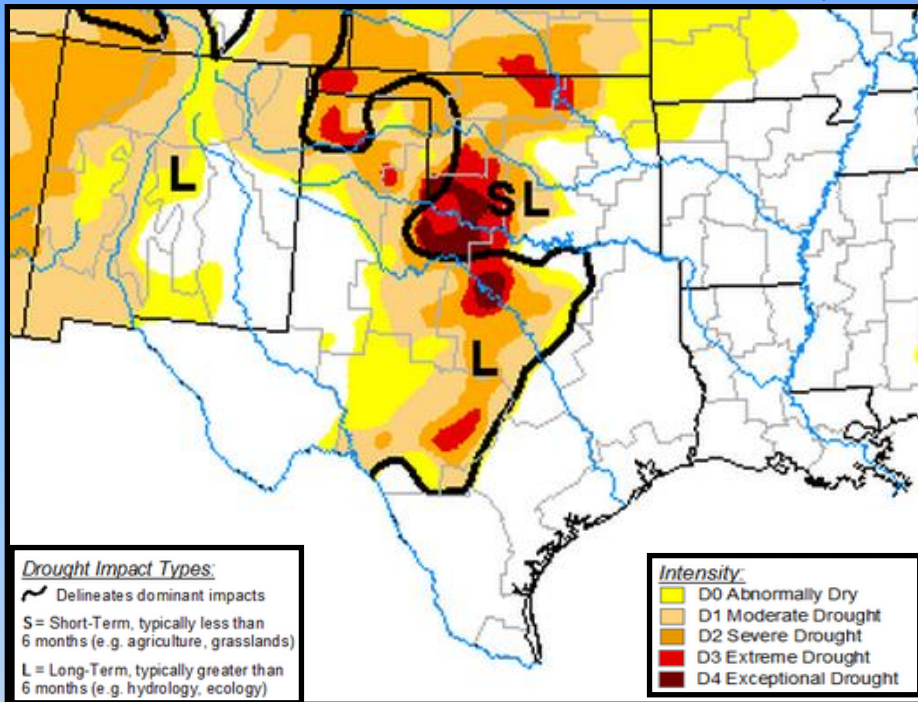 L
SL
L
Drought Impact Types:
Delineates dominant impacts
S = Short-Term, typically less than
6 months (e.g. agriculture, grasslands)
L = Long-Term, typically greater than
6 months (e.g. hydrology, ecology)
Intensity:
D0 Abnormally Dry
D1 Moderate Drought
D2 Severe Drought
D3 Extreme Drought
D4 Exceptional Drought